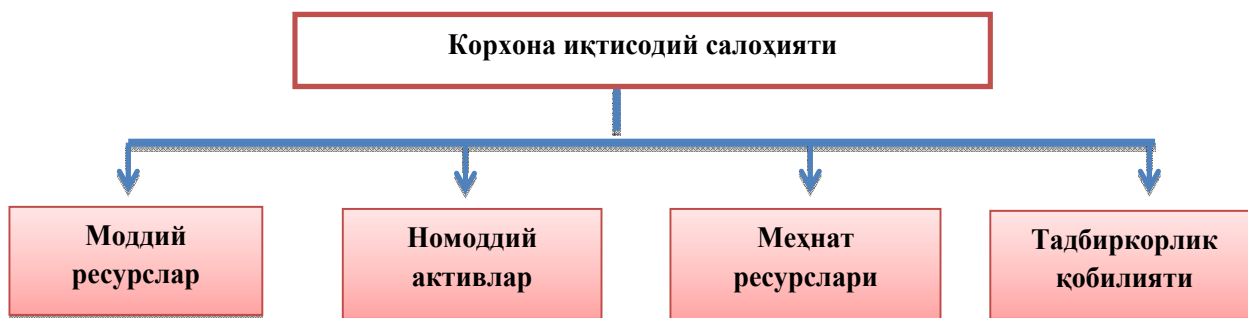 Корхона иқтисодий салоҳияти
Моддий
ресурслар
Номоддий
активлар
Меҳнат
ресурслари
Тадбиркорлик
қобилияти